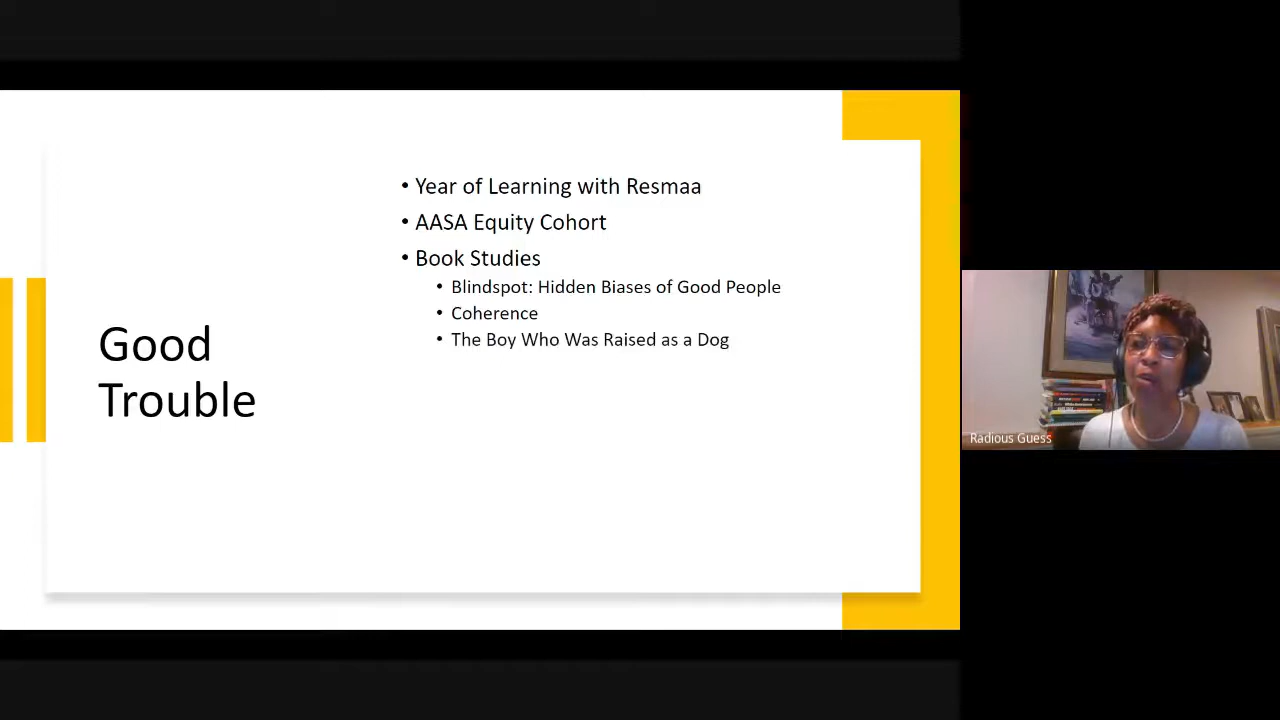 Good
Trouble
• Year of Learning with Resmaa
• AASA Equity Cohort
• Book Studies
• Blindspot: Hidden Biases of Good People
• Coherence
• The Boy Who Was Raised as a Dog
Radious Guess